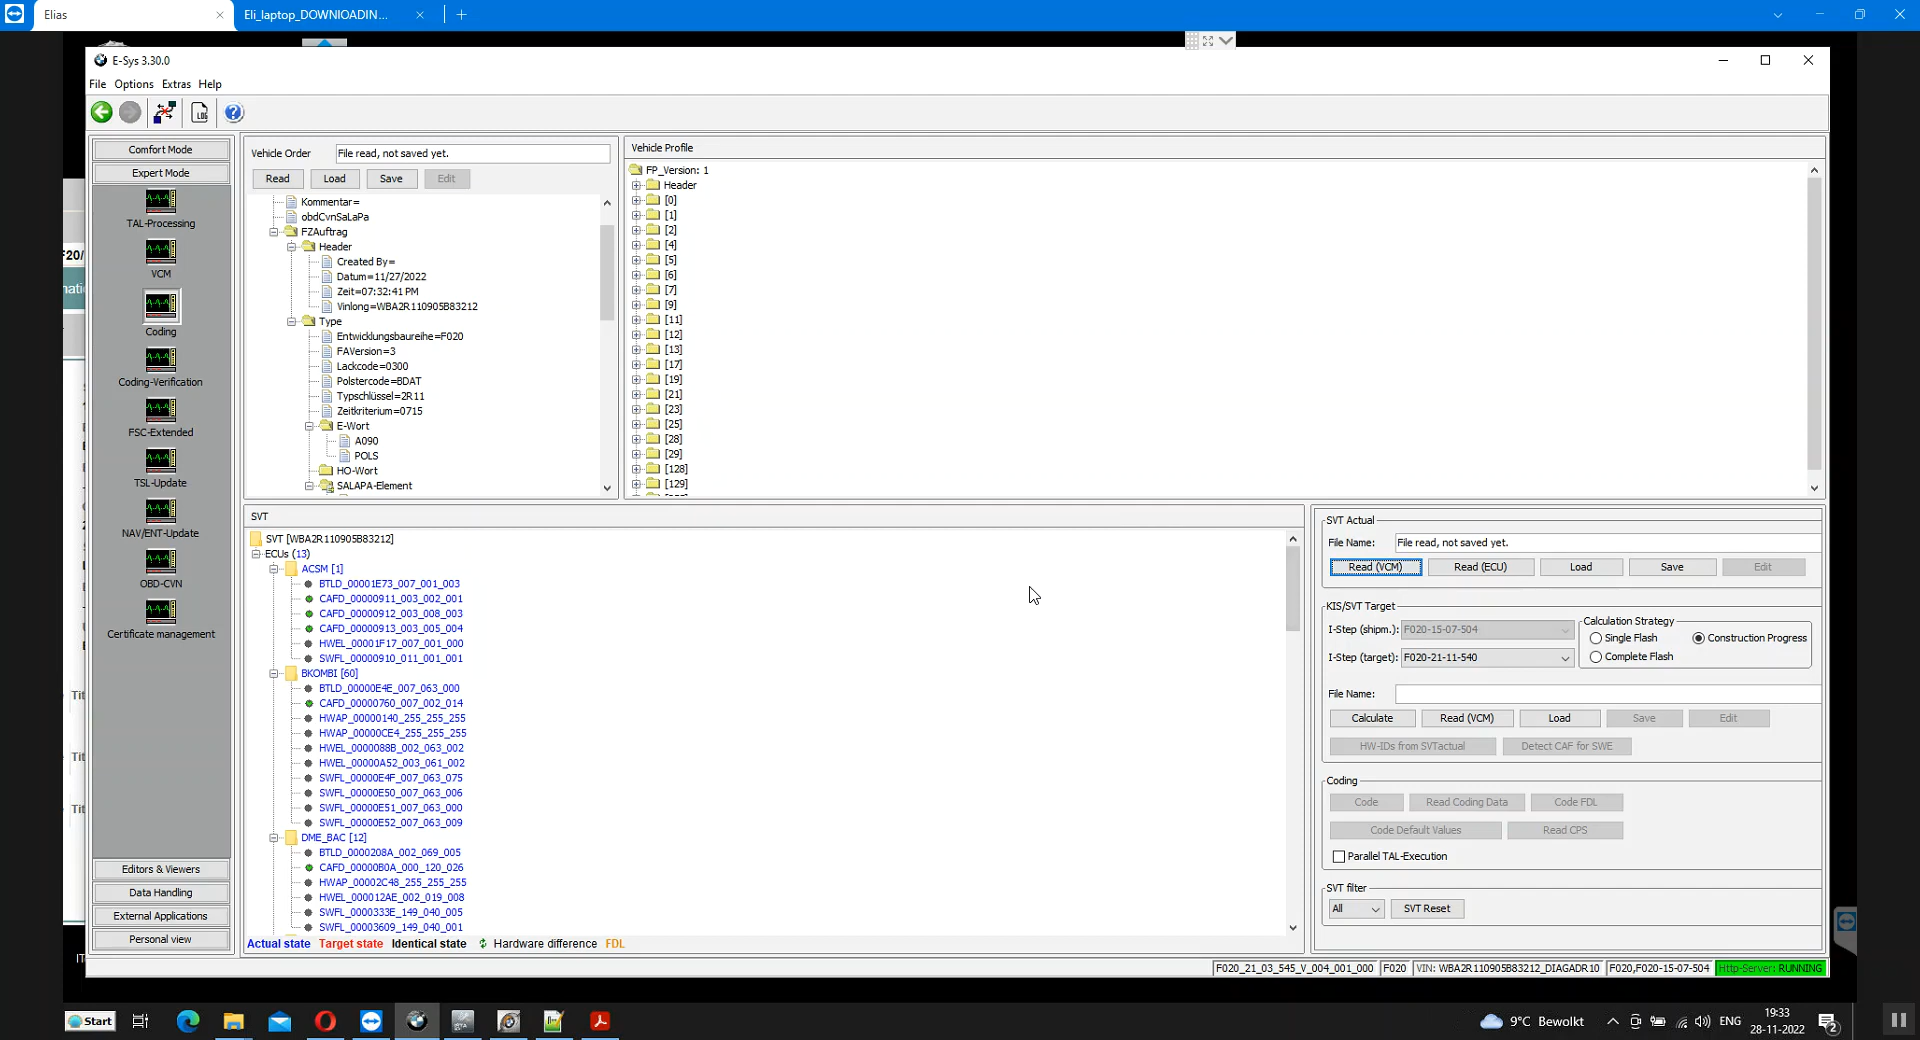 Elias
Eli_laptop_DOWNlOADIN...
E-Sys 3.30.0
File Options Extras Help
LOG
Comfort Mode
Expert Mode
TAL-Processing
VCM
Coding
Coding-Verification
FSC-Extended
TSL-Update
NAV/ENT-Update
OBD-CVN
Certificate management
Editors & Viewers
Data Handling
External Applications
Personal view
Vehicle Order
File read, not saved yet.
Read Load Save Edit
Kommentar=
obdCvnSaLaPa
FZAuftrag
Header
Created By=
Datum=11/27/2022
Zeit=07:32:41 PM
Vinlong=WBA2R110905B83212
Type
Entwicklungsbaureihe=F020
FAVersion=3
Lackcode=0300
Polstercode=BDAT
Typschlüssel=2R11
Zeitkriterium=0715
E-Wort
A090
POLS
HO-Wort
SALAPA-Element
Vehicle Profile
FP_Version: 1
Header
[0]
[1]
[2]
[4]
[5]
[6]
[7]
[9]
[11]
[12]
[13]
[17]
[19]
[21]
[23]
[25]
[28]
[29]
[128]
[129]
SVT
SVT [WBA2R110905B83212]
ECUs (13)
ACSM [1]
BTLD_00001E73_007_001_003
CAFD_00000911_003_002_001
CAFD_00000912_003_008_003
CAFD_00000913_003_005_004
HWEL_00001F17_007_001_000
SWFL_00000910_011_001_001
BKOMBI [60]
BTLD_00000E4E_007_063_000
CAFD_00000760_007_002_014
HWAP_00000140_255_255_255
HWAP_00000CE4_255_255_255
HWEL_0000088B_002_063_002
HWEL_00000A52_003_061_002
SWFL_00000E4F_007_063_075
SWFL_00000E50_007_063_006
SWFL_00000E51_007_063_000
SWFL_00000E52_007_063_009
DME_BAC [12]
BTLD_0000208A_002_069_005
CAFD_00000B0A_000_120_026
HWAP_00002C48_255_255_255
HWEL_000012AE_002_019_008
SWFL_0000333E_149_040_005
SWFL_00003609_149_040_001
Actual state Target state Identical state Hardware difference FDL
SVT Actual
File Name: File read, not saved yet.
Read (VCM) Read (ECU) Load Save Edit
KIS/SVT Target
I-Step (shipm.): F020-15-07-504
I-Step (target): F020-21-11-540
Calculation Strategy
Single Flash Construction Progress
Complete Flash
File Name:
Calculate Read (VCM) Load Save Edit
HW-IDs from SVTactual Detect CAF for SWE
Coding
Code Read Coding Data Code FDL
Code Default Values Read CPS
Parallel TAL-Execution
SVT filter
All SVT Reset
F020_21_03_545_V_004_001_000 F020 VIN: WBA2R110905B83212_DIAGADR10 F020,F020-15-07-504 Http-Server: RUNNING
F20/
Tit
Tit
Tit
Start
ISTA
9°C Bewolkt
ENG
19:33
28-11-2022
2